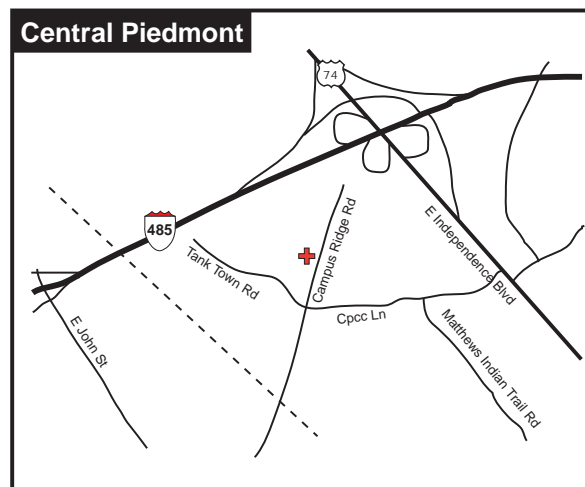 Central Piedmont
74
485
Tank Town Rd
Campus Ridge Rd
E Independence Blvd
Cpcc Ln
E John St
Matthews Indian Trail Rd